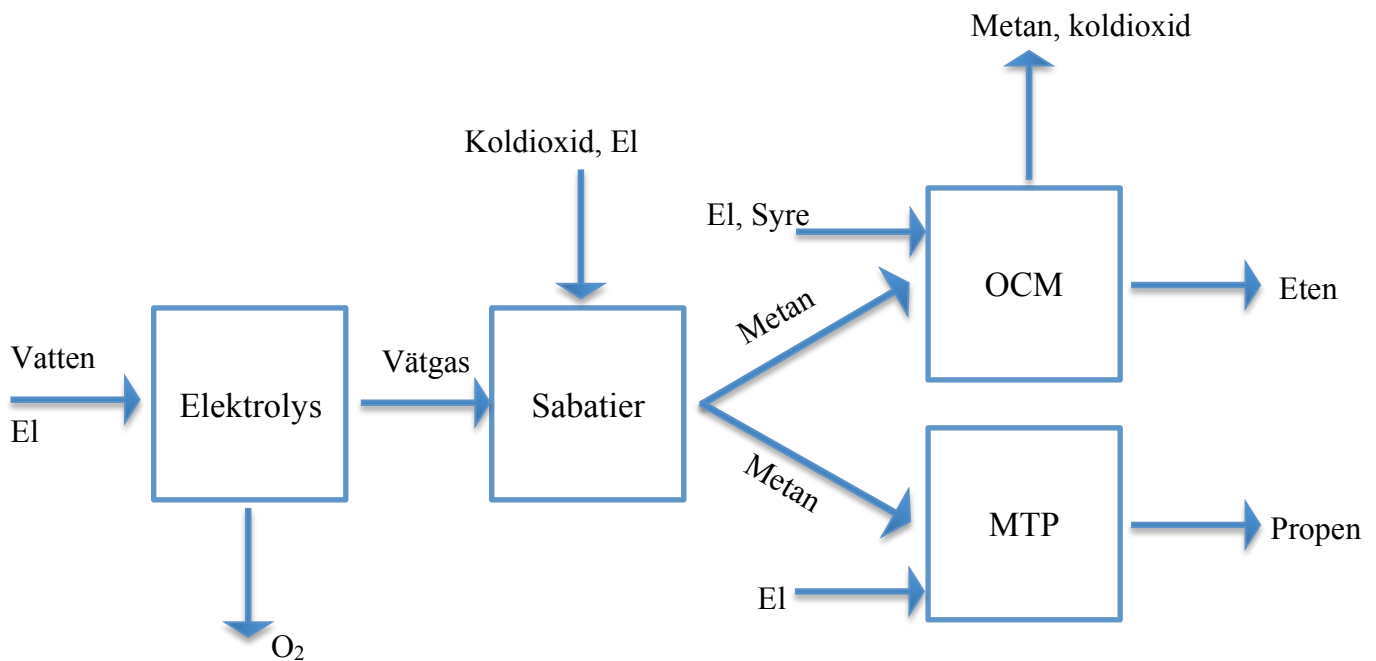 Metan, koldioxid
Koldioxid, El
El, Syre
OCM
Eten
Metan
Vatten
El
Elektrolys
Vätgas
Sabatier
Metan
MTP
Propen
El
O₂